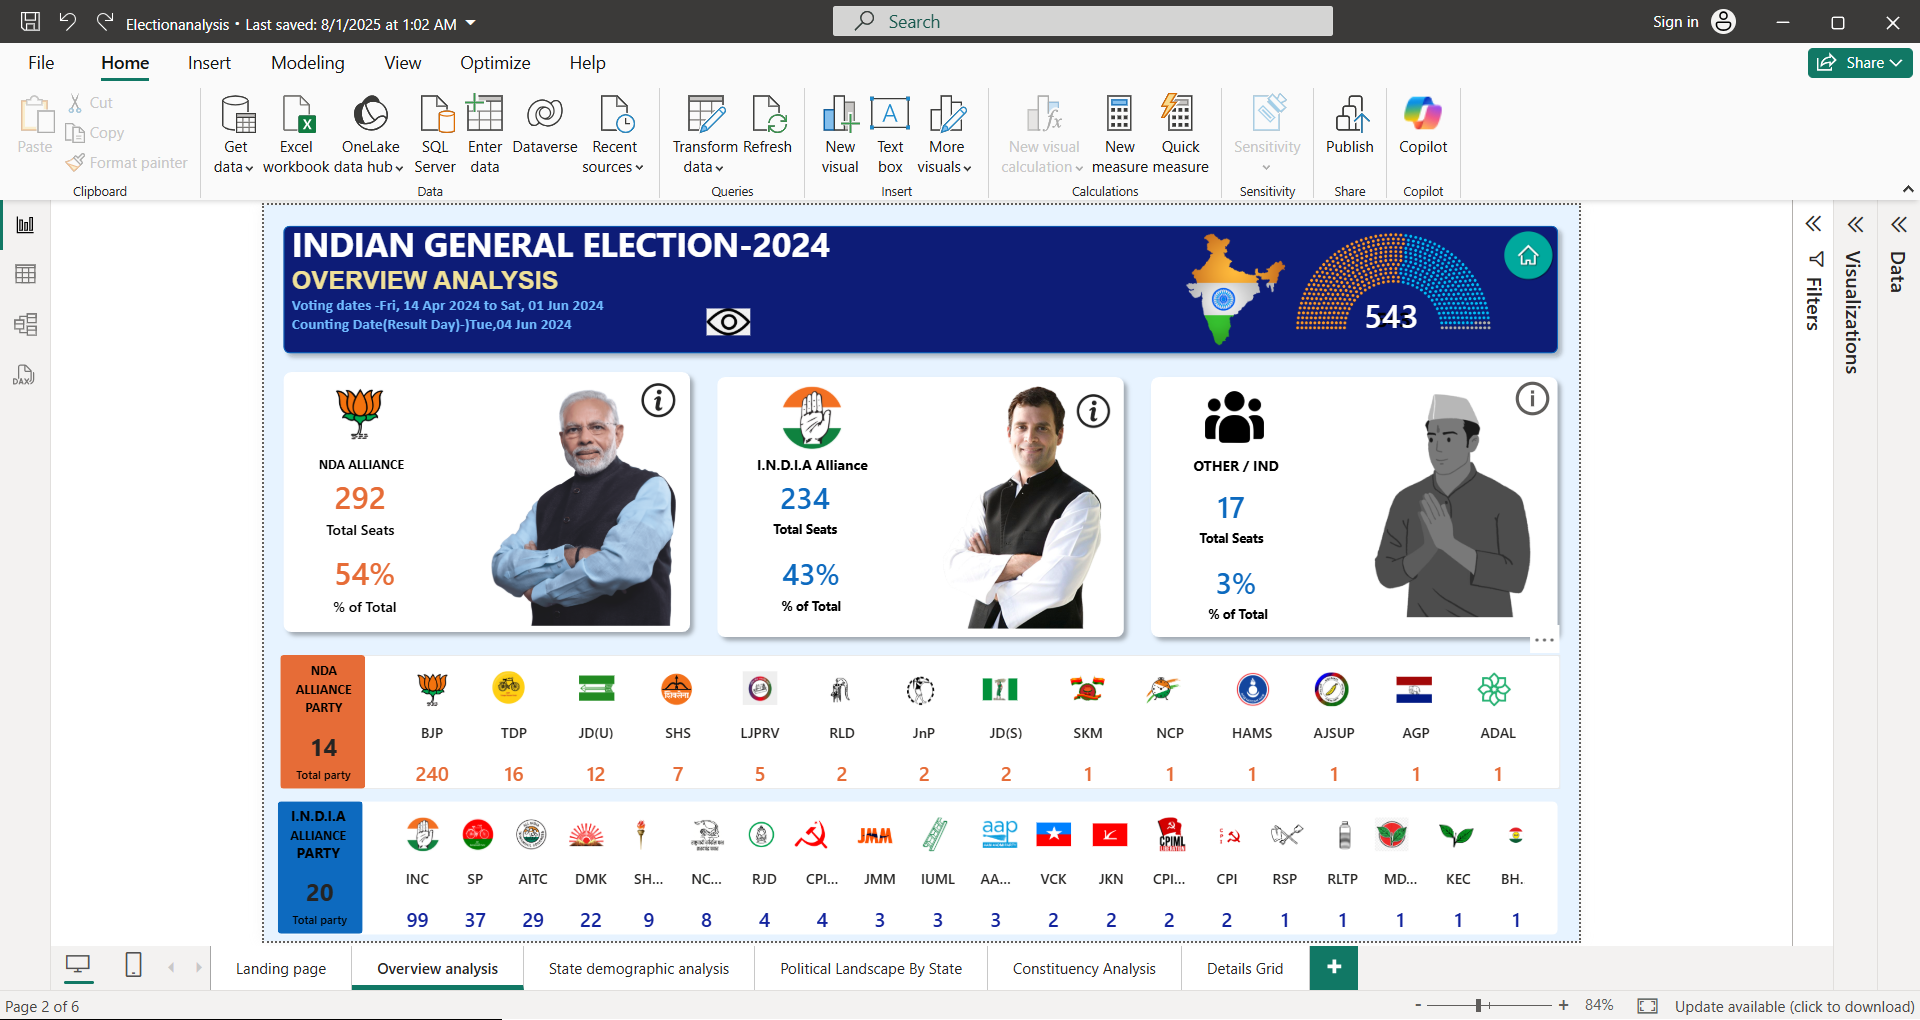 Electionanalysis • Last saved: 8/1/2025 at 1:02 AM
Search
Sign in
File Home Insert Modeling View Optimize Help
Share
Paste
Cut
Copy
Format painter
Clipboard
Get data
Excel workbook
OneLake data hub
SQL Server
Enter data
Dataverse
Recent sources
Data
Transform data
Refresh
Queries
New visual
Text box
More visuals
Insert
New visual calculation
New measure
Quick measure
Calculations
Sensitivity
Sensitivity
Publish
Share
Copilot
Copilot
DAX
INDIAN GENERAL ELECTION-2024
OVERVIEW ANALYSIS
Voting dates -Fri, 14 Apr 2024 to Sat, 01 Jun 2024
Counting Date(Result Day)-)Tue,04 Jun 2024
543
NDA ALLIANCE
292
Total Seats
54%
% of Total
I.N.D.I.A Alliance
234
Total Seats
43%
% of Total
OTHER / IND
17
Total Seats
3%
% of Total
NDA
ALLIANCE
PARTY
14
Total party
BJP TDP JD(U) SHS LJPRV RLD JnP JD(S) SKM NCP HAMS AJSUP AGP ADAL
240 16 12 7 5 2 2 2 1 1 1 1 1 1
I.N.D.I.A
ALLIANCE
PARTY
20
Total party
JMM
aap
CPIML
INC SP AITC DMK SH... NC... RJD CPI... JMM IUML AA... VCK JKN CPI... CPI RSP RLTP MD... KEC BH.
99 37 29 22 9 8 4 4 3 3 3 2 2 2 2 1 1 1 1 1
Filters
Visualizations
Data
Landing page
Overview analysis
State demographic analysis
Political Landscape By State
Constituency Analysis
Details Grid
Page 2 of 6
84%
Update available (click to download)